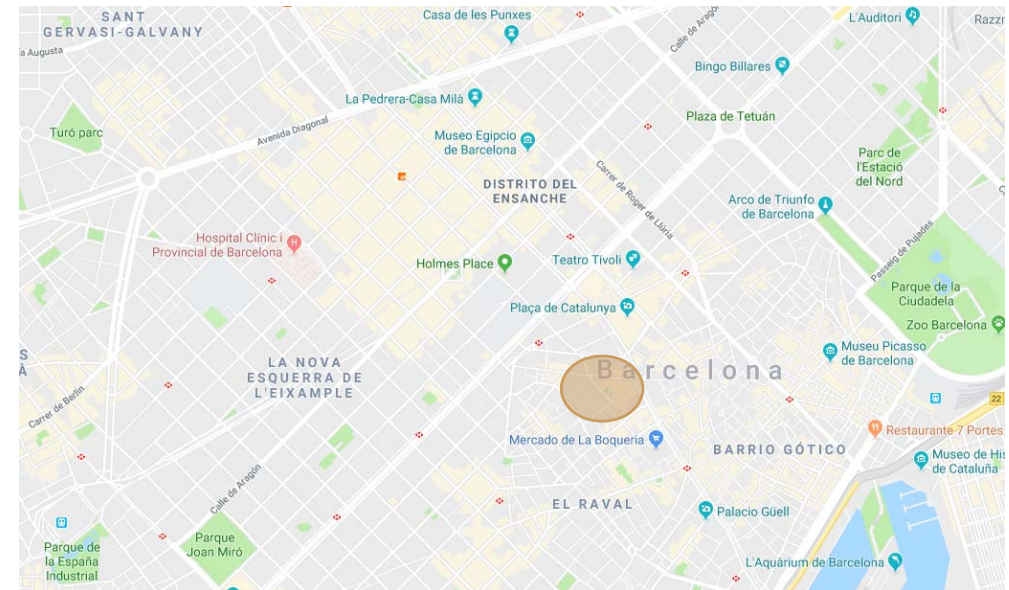 SANT
GERVASI-GALVANY
Casa de les Punxes
Calle de Aragó
L'Auditori
Razzr
a Augusta
Bingo Billares
La Pedrera-Casa Milà
Avenida Diagonal
Turó parc
Museo Egipcio
de Barcelona
Plaza de Tetuán
Parc de
l'Estació
del Nord
DISTRITO DEL
ENSANCHE
Carrer de Roger de Llúria
Arco de Triunfo
de Barcelona
Hospital Clínic i
Provincial de Barcelona
H
Holmes Place
Teatro Tívoli
Passeig de Pujades
Parque de la
Ciudadela
Plaça de Catalunya
Zoo Barcelona
Museu Picasso
de Barcelona
S
À
LA NOVA
ESQUERRA DE
L'EIXAMPLE
Barcelona
22
Carrer de Berlín
Restaurante 7 Portes
Mercado de La Boqueria
BARRIO GÓTICO
Museo de His
de Cataluña
Calle de Aragón
EL RAVAL
Palacio Güell
Parque
Joan Miró
Parque de
la España
Industrial
L'Aquàrium de Barcelona